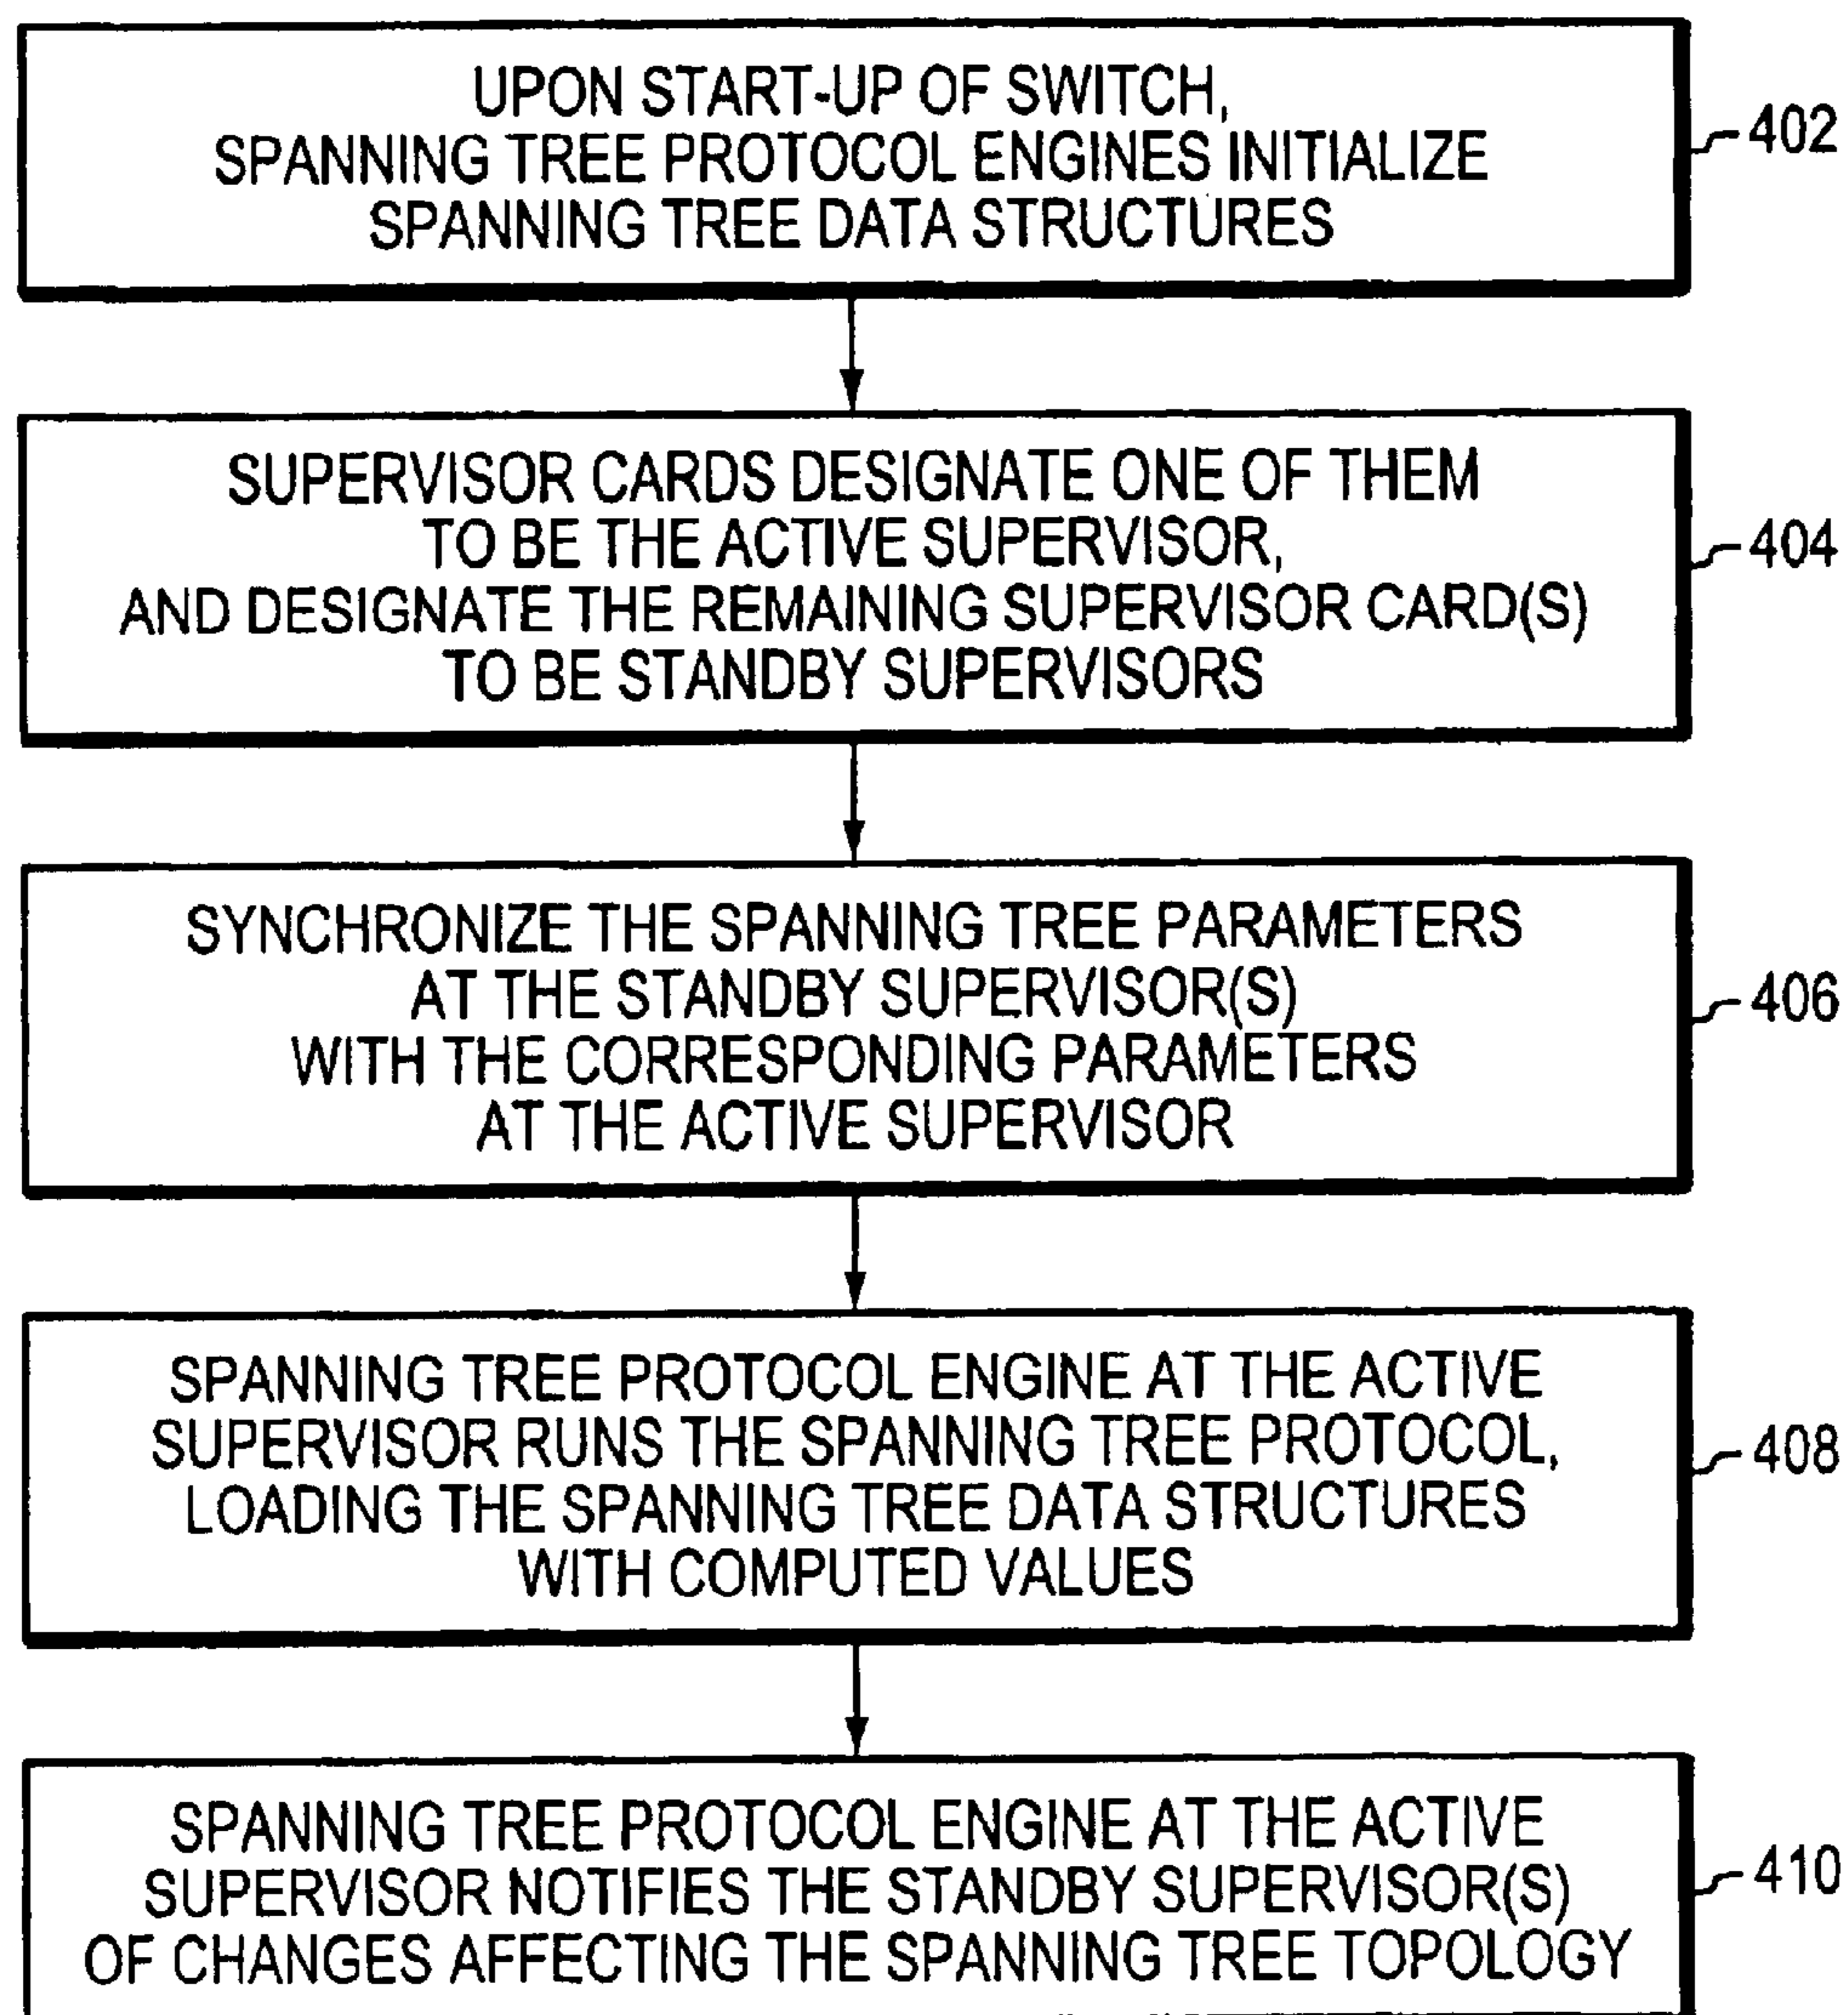 UPON START-UP OF SWITCH,
SPANNING TREE PROTOCOL ENGINES INITIALIZE
SPANNING TREE DATA STRUCTURES
402
SUPERVISOR CARDS DESIGNATE ONE OF THEM
TO BE THE ACTIVE SUPERVISOR,
AND DESIGNATE THE REMAINING SUPERVISOR CARD(S)
TO BE STANDBY SUPERVISORS
404
SYNCHRONIZE THE SPANNING TREE PARAMETERS
AT THE STANDBY SUPERVISOR(S)
WITH THE CORRESPONDING PARAMETERS
AT THE ACTIVE SUPERVISOR
406
SPANNING TREE PROTOCOL ENGINE AT THE ACTIVE
SUPERVISOR RUNS THE SPANNING TREE PROTOCOL,
LOADING THE SPANNING TREE DATA STRUCTURES
WITH COMPUTED VALUES
408
SPANNING TREE PROTOCOL ENGINE AT THE ACTIVE
SUPERVISOR NOTIFIES THE STANDBY SUPERVISOR(S)
OF CHANGES AFFECTING THE SPANNING TREE TOPOLOGY
410